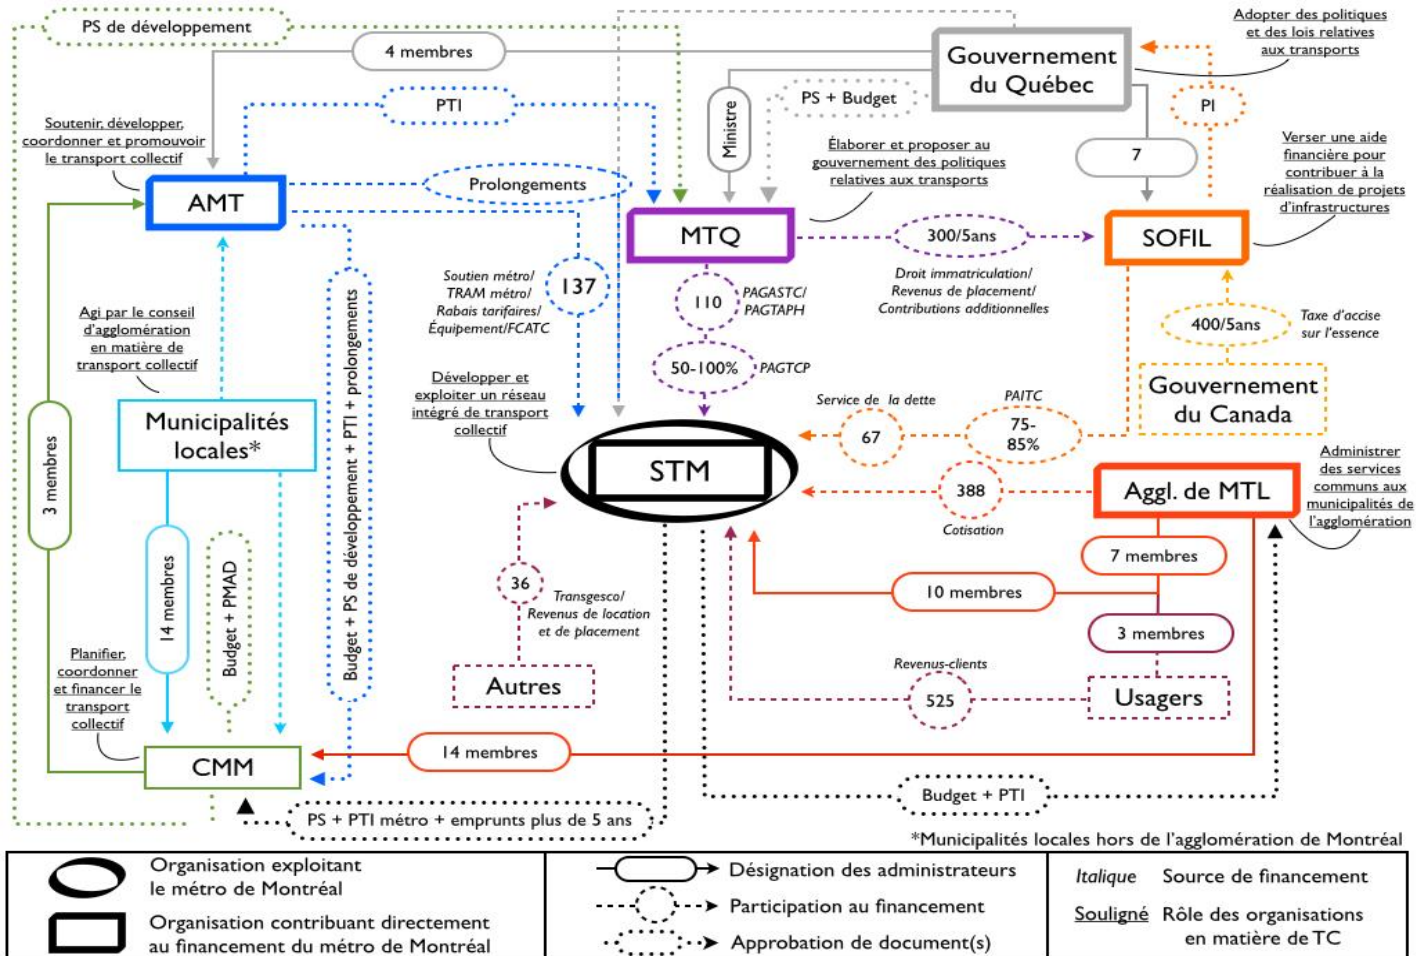 PS de développement
4 membres
Gouvernement
du Québec
Adopter des politiques
et des lois relatives
aux transports
PTI
PS + Budget
PI
Ministre
Soutenir, développer,
coordonner et promouvoir
le transport collectif
Élaborer et proposer au
gouvernement des politiques
relatives aux transports
7
Verser une aide
financière pour
contribuer à la
réalisation de projets
d'infrastructures
AMT
Prolongements
MTQ
300/5ans
SOFIL
Soutien métro/
TRAM métro/
Rabais tarifaires/
Équipement/FCATC
137
110
PAGASTC/
PAGTAPH
Droit immatriculation/
Revenus de placement/
Contributions additionnelles
400/5ans
Taxe d'accise
sur l'essence
Agi par le conseil
d'agglomération
en matière de
transport collectif
50-100%
PAGTCP
Développer et
exploiter un réseau
intégré de transport
collectif
Gouvernement
du Canada
Municipalités
locales*
Service de la dette
67
PAITC
75-
85%
STM
388
Cotisation
Aggl. de MTL
Administrer
des services
communs aux
municipalités de
l'agglomération
3 membres
14 membres
Budget + PMAD
Budget + PS de développement + PTI + prolongements
7 membres
10 membres
3 membres
36
Transgesco/
Revenus de location
et de placement
Autres
Revenus-clients
525
Usagers
Planifier,
coordonner
et financer le
transport
collectif
CMM
14 membres
PS + PTI métro + emprunts plus de 5 ans
Budget + PTI
*Municipalités locales hors de l'agglomération de Montréal
Organisation exploitant
le métro de Montréal
Organisation contribuant directement
au financement du métro de Montréal
Désignation des administrateurs
Participation au financement
Approbation de document(s)
Italique Source de financement
Souligné Rôle des organisations
en matière de TC